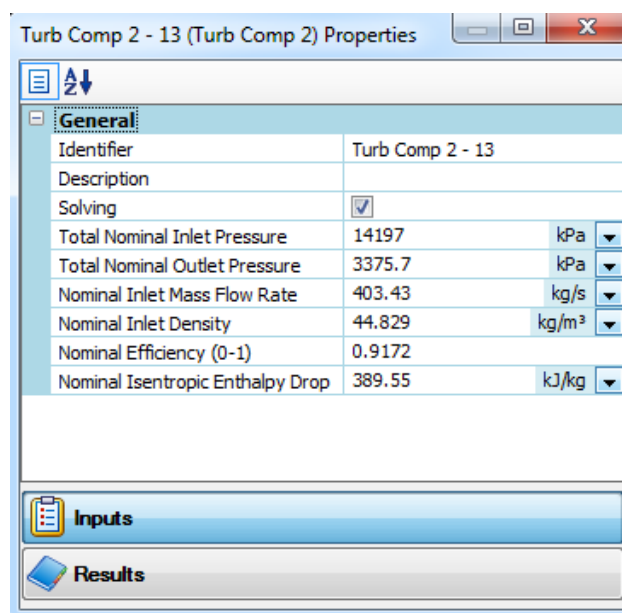 Turb Comp 2 - 13 (Turb Comp 2) Properties
A Z
General
Identifier Turb Comp 2 - 13
Description
Solving
Total Nominal Inlet Pressure 14197 kPa
Total Nominal Outlet Pressure 3375.7 kPa
Nominal Inlet Mass Flow Rate 403.43 kg/s
Nominal Inlet Density 44.829 kg/m³
Nominal Efficiency (0-1) 0.9172
Nominal Isentropic Enthalpy Drop 389.55 kJ/kg
Inputs
Results